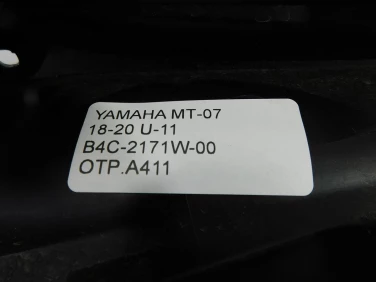 YAMAHA MT-07
18-20 U-11
B4C-2171W-00
OTP.A411